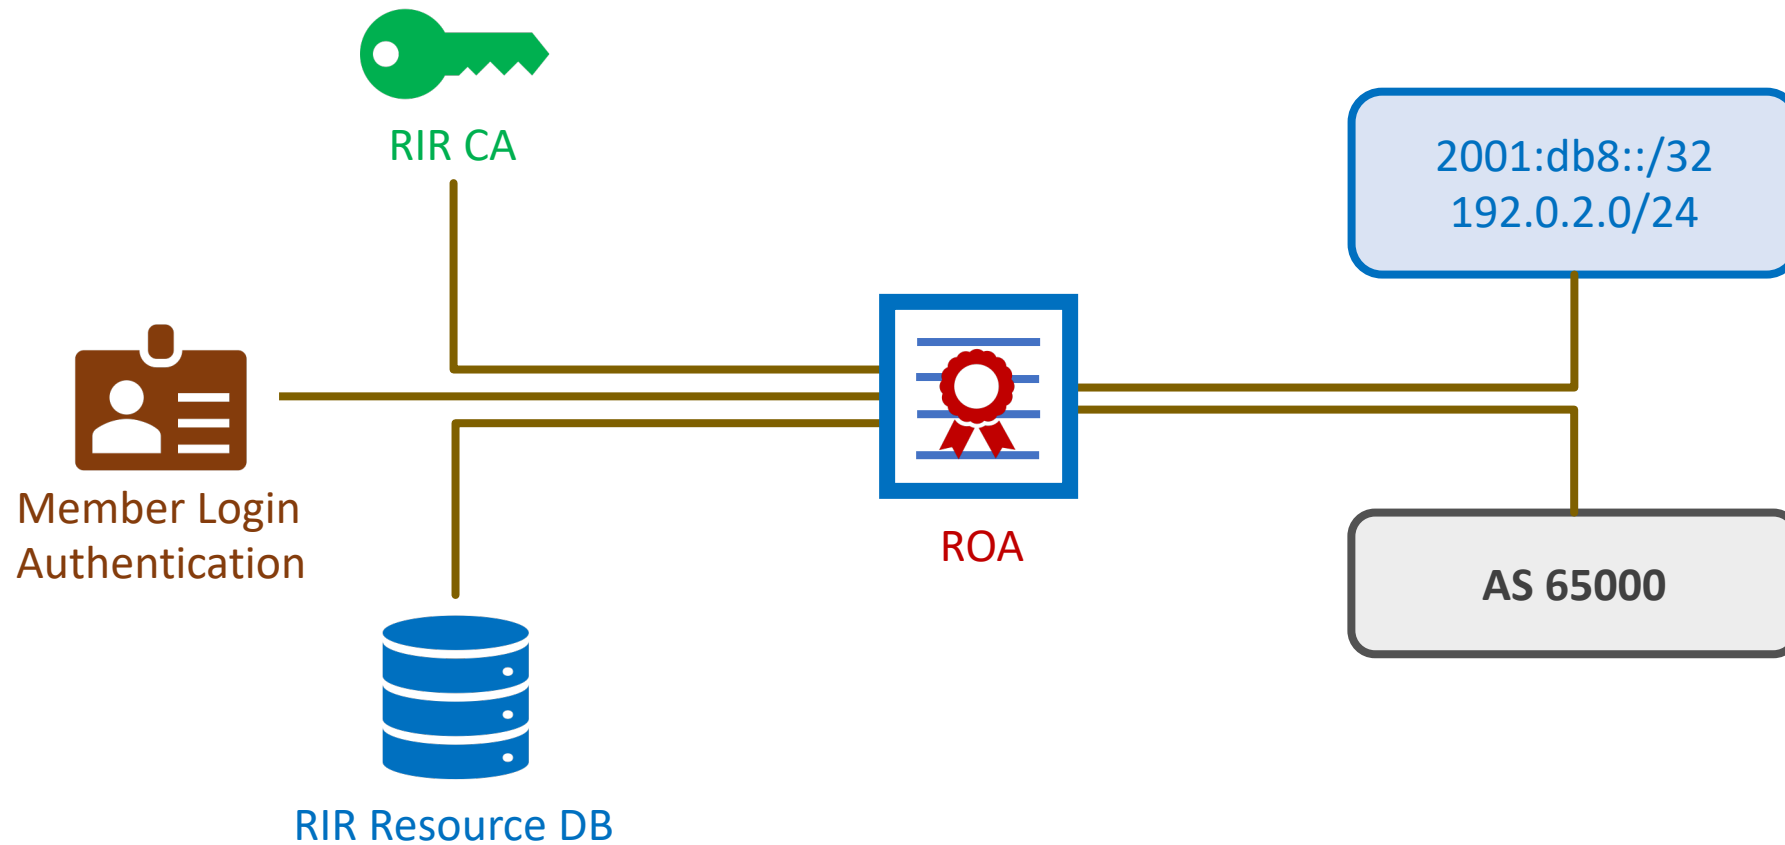 RIR CA
2001:db8::/32
192.0.2.0/24
Member Login
Authentication
ROA
AS 65000
RIR Resource DB